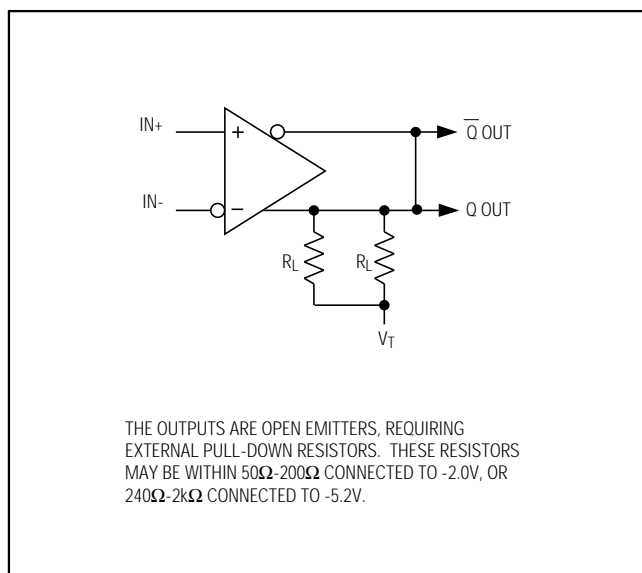 IN+
+
Q̅ OUT
IN-
−
Q OUT
RL
RL
VT
THE OUTPUTS ARE OPEN EMITTERS, REQUIRING
EXTERNAL PULL-DOWN RESISTORS. THESE RESISTORS
MAY BE WITHIN 50Ω-200Ω CONNECTED TO -2.0V, OR
240Ω-2kΩ CONNECTED TO -5.2V.